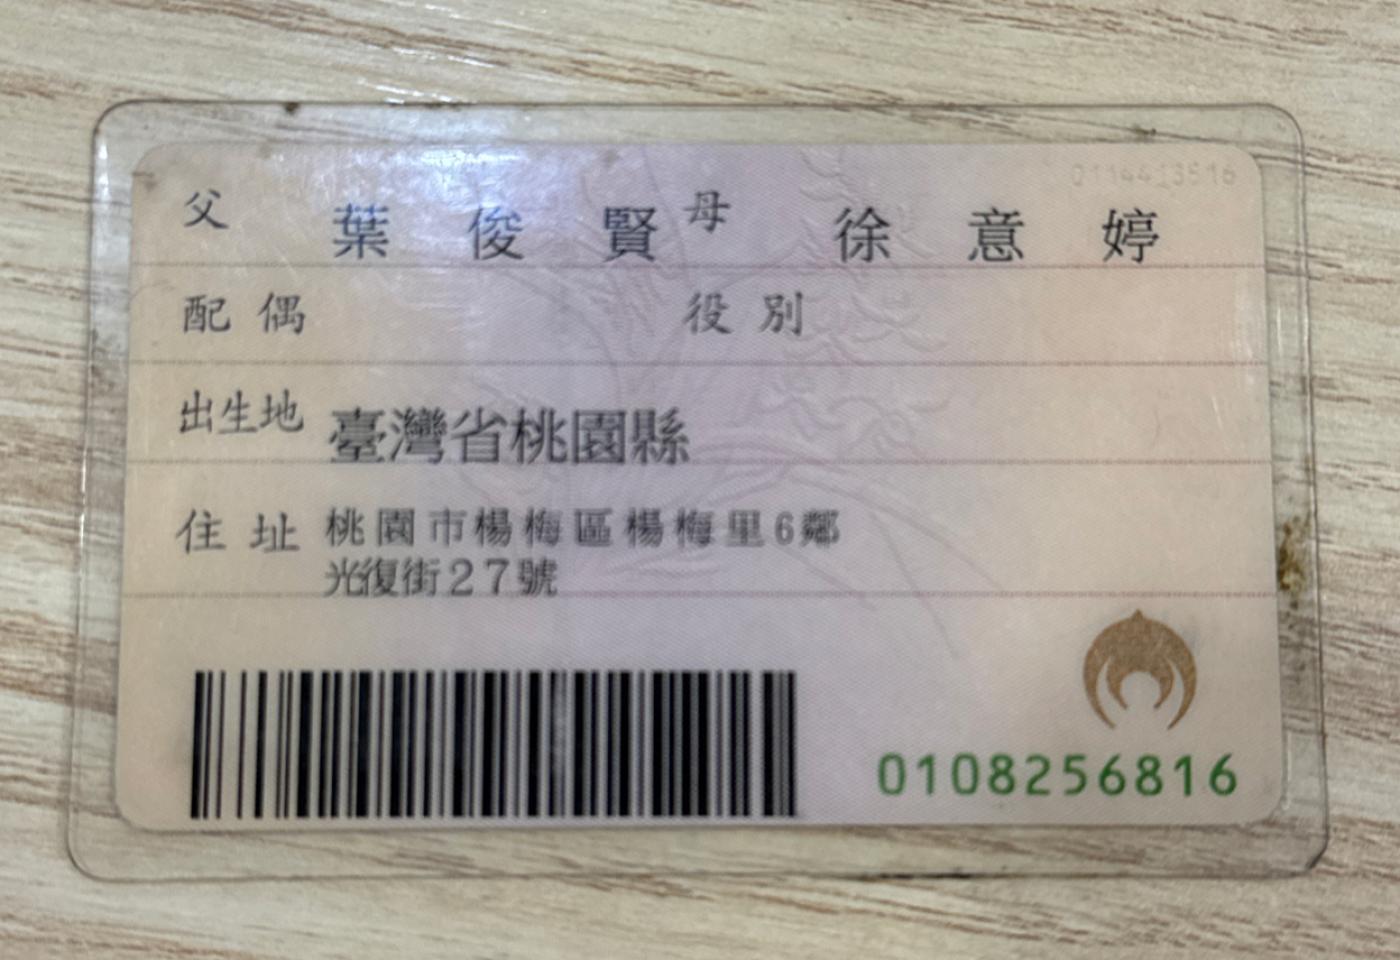 父 葉俊賢 母 徐意婷
配偶 役別
出生地 臺灣省桃園縣
住址 桃園市楊梅區楊梅里6鄰
光復街27號
0108256816